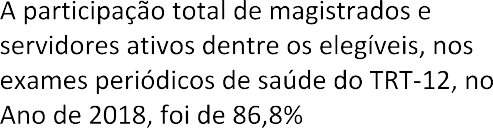 A participação total de magistrados e
servidores ativos dentre os elegíveis, nos
exames periódicos de saúde do TRT-12, no
Ano de 2018, foi de 86,8%